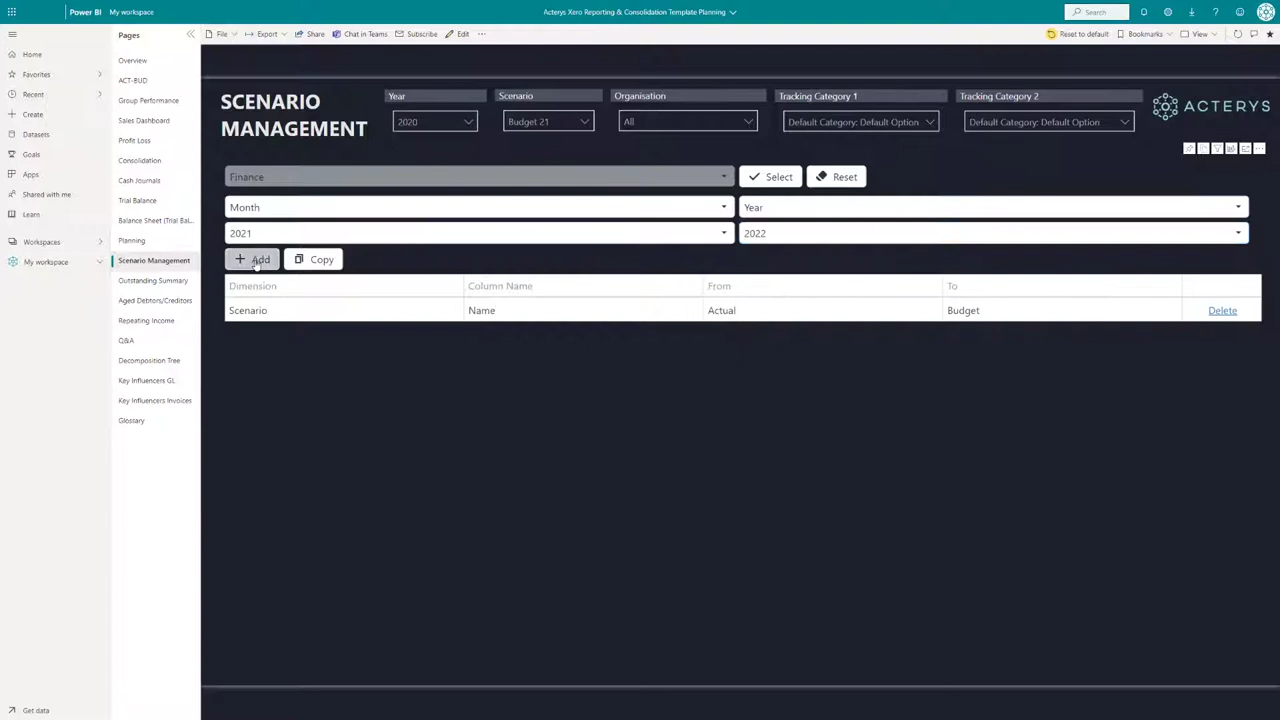 Power BI My workspace
Acterys Xero Reporting & Consolidation Template Planning
Search
Pages
File
Export
Share
Chat in Teams
Subscribe
Edit
Reset to default
Bookmarks
View
Home
Favorites
Recent
Create
Datasets
Goals
Apps
Shared with me
Learn
Workspaces
My workspace
Get data
Overview
ACT-BUD
Group Performance
Sales Dashboard
Profit Loss
Consolidation
Cash Journals
Trial Balance
Balance Sheet (Trial Bal...
Planning
Scenario Management
Outstanding Summary
Aged Debtors/Creditors
Repeating Income
Q&A
Decomposition Tree
Key Influencers GL
Key Influencers Invoices
Glossary
SCENARIO
MANAGEMENT
Year
2020
Scenario
Budget 21
Organisation
All
Tracking Category 1
Default Category: Default Option
Tracking Category 2
Default Category: Default Option
ACTERYS
Finance
Select
Reset
Month
Year
2021
2022
Add
Copy
Dimension Column Name From To
Scenario Name Actual Budget Delete